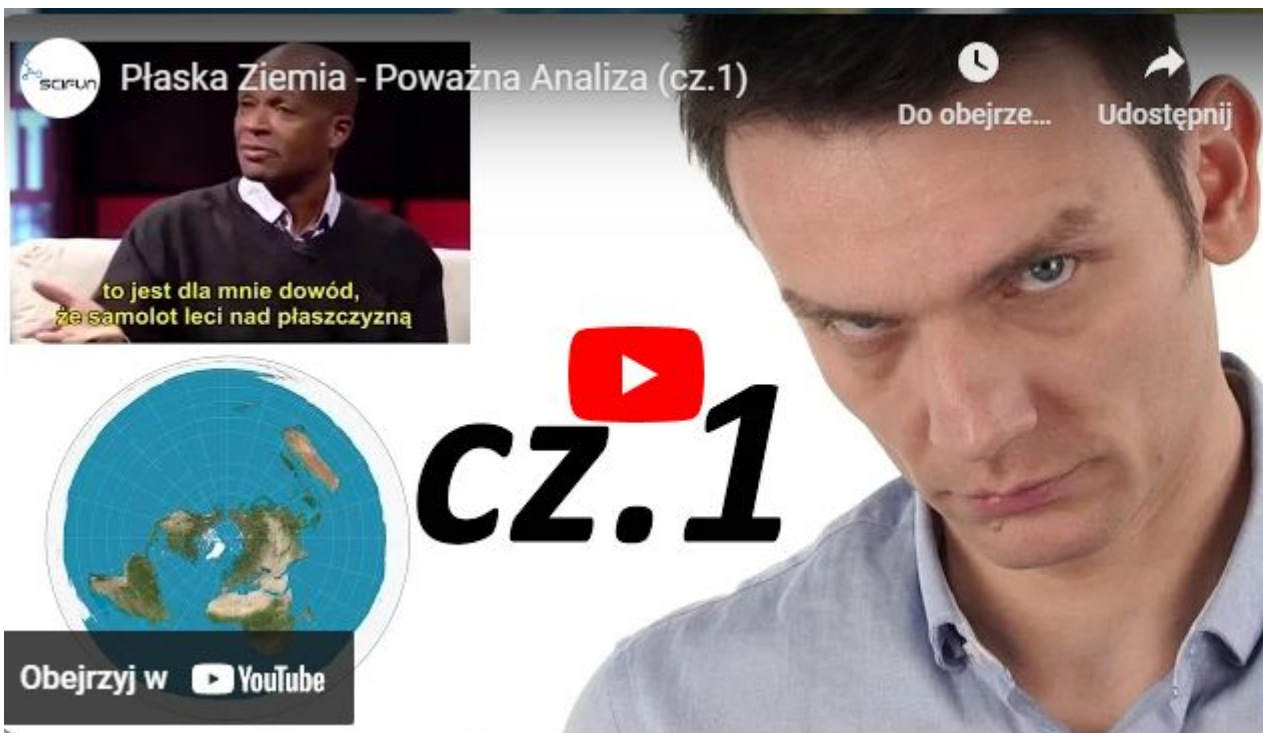 SCIFUN
Płaska Ziemia - Poważna Analiza (cz.1)
Do obejrze...
Udostępnij
to jest dla mnie dowód,
że samolot leci nad płaszczyzną
cz.1
Obejrzyj w YouTube